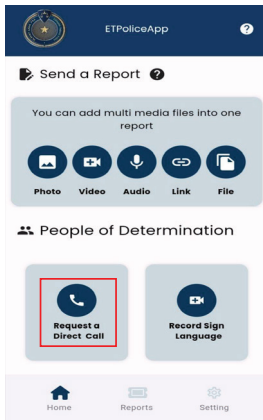 ETPoliceApp
Send a Report
You can add multi media files into one
report
Photo Video Audio Link File
People of Determination
Request a
Direct Call
Record Sign
Language
Home Reports Setting